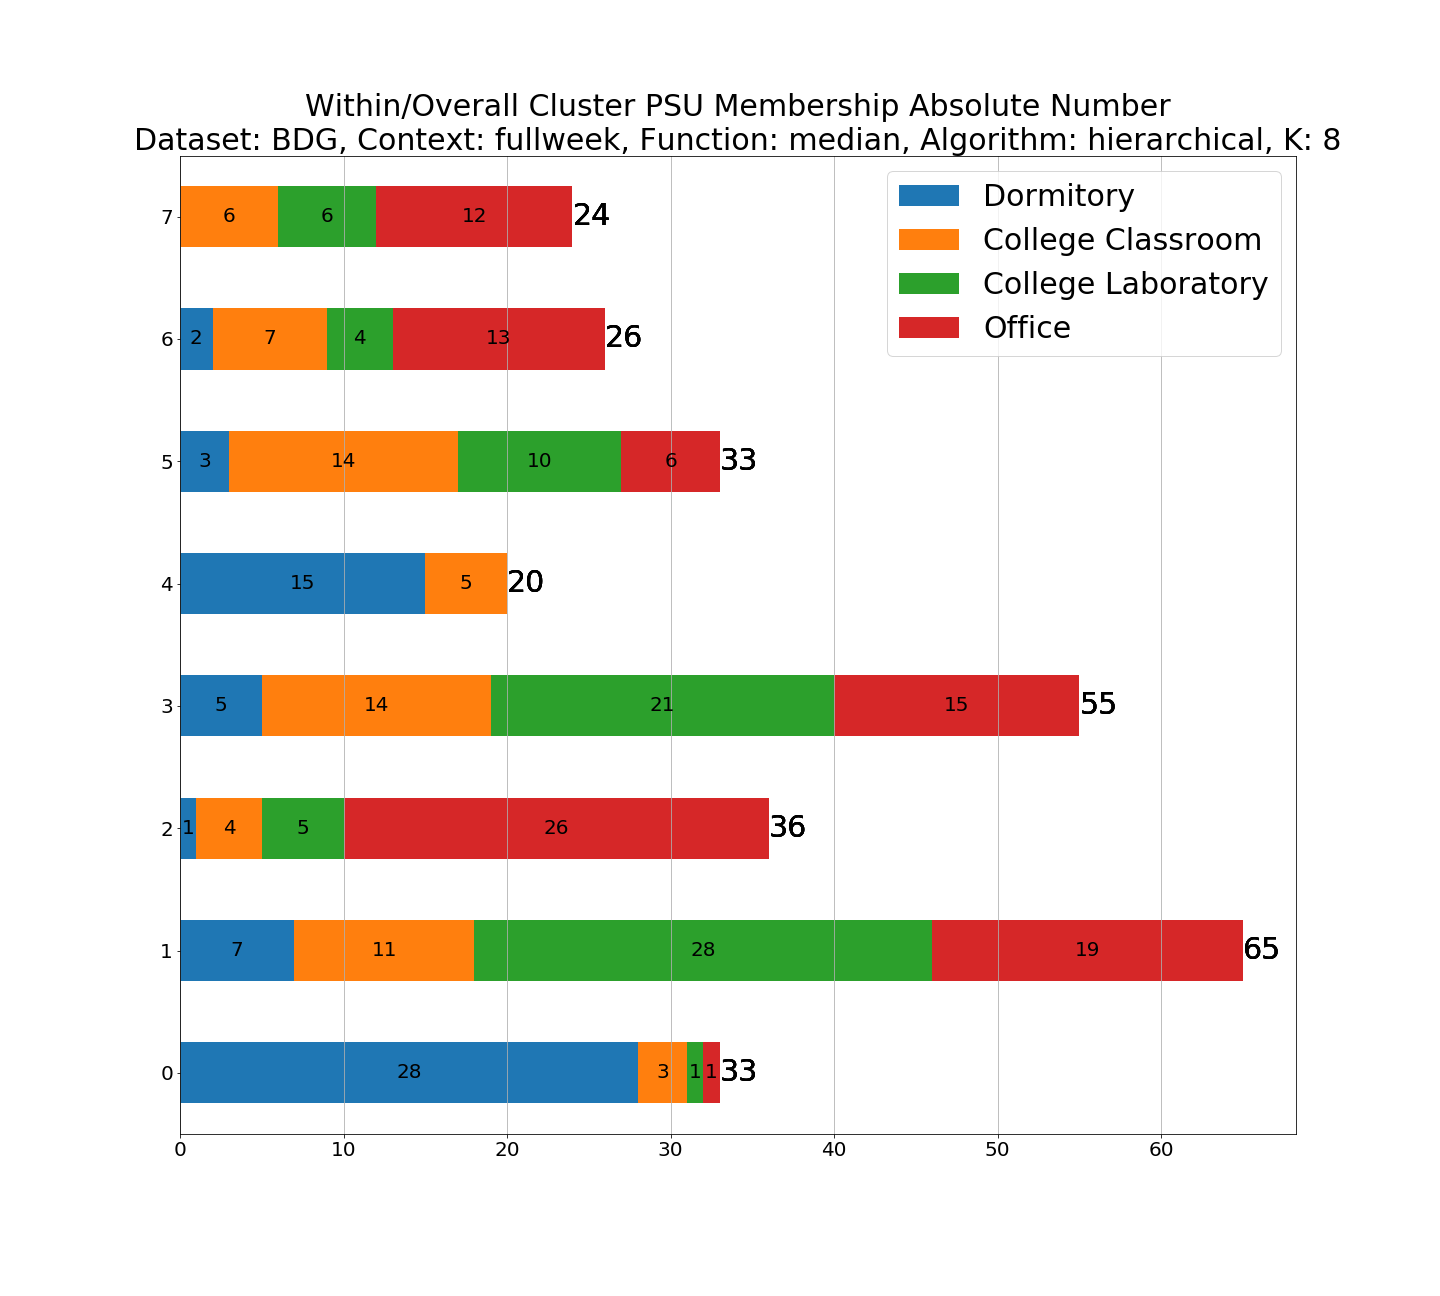 Within/Overall Cluster PSU Membership Absolute Number
Dataset: BDG, Context: fullweek, Function: median, Algorithm: hierarchical, K: 8
Dormitory
College Classroom
College Laboratory
Office
7 6 6 12 24
6 2 7 4 13 26
5 3 14 10 6 33
4 15 5 20
3 5 14 21 15 55
2 1 4 5 26 36
1 7 11 28 19 65
0 28 3 1 1 33
0 10 20 30 40 50 60